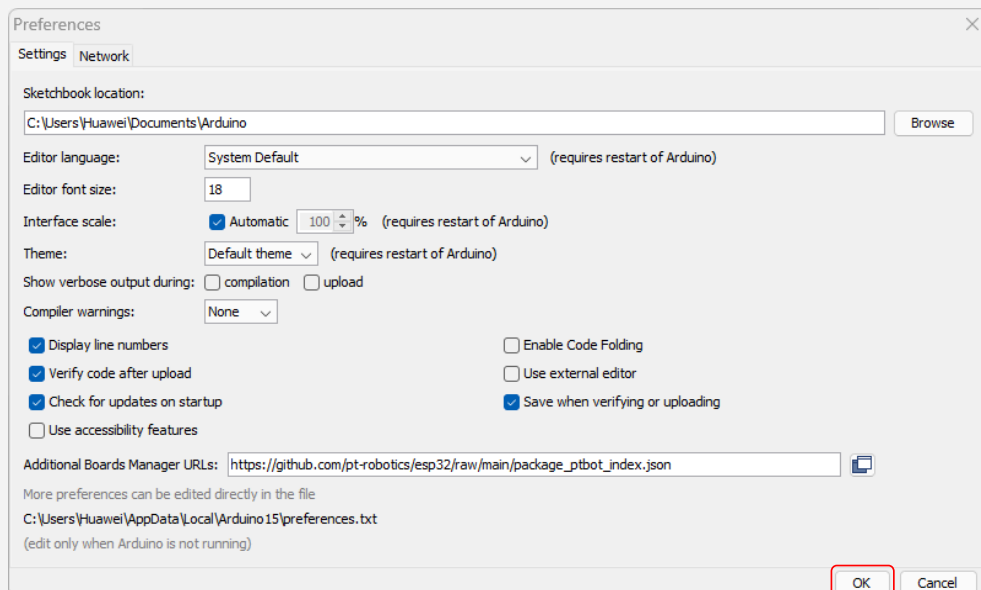 Preferences
Settings Network
Sketchbook location:
C:\Users\Huawei\Documents\Arduino Browse
Editor language: System Default (requires restart of Arduino)
Editor font size: 18
Interface scale: Automatic 100 % (requires restart of Arduino)
Theme: Default theme (requires restart of Arduino)
Show verbose output during: compilation upload
Compiler warnings: None
Display line numbers Enable Code Folding
Verify code after upload Use external editor
Check for updates on startup Save when verifying or uploading
Use accessibility features
Additional Boards Manager URLs: https://github.com/pt-robotics/esp32/raw/main/package_ptbot_index.json
More preferences can be edited directly in the file
C:\Users\Huawei\AppData\Local\Arduino15\preferences.txt
(edit only when Arduino is not running)
OK Cancel